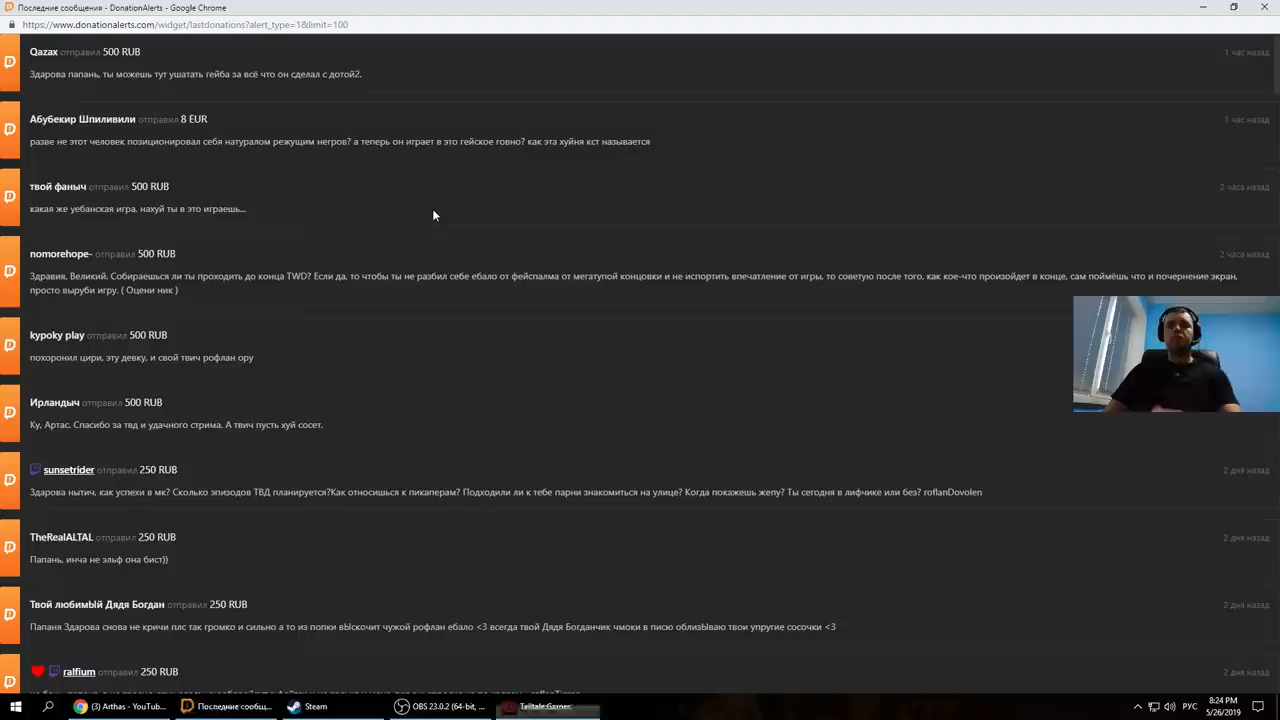 Последние сообщения - DonationAlerts - Google Chrome
https://www.donationalerts.com/widget/lastdonations?alert_type=1&limit=100
Qazax отправил 500 RUB 1 час назад
Здарова папань, ты можешь тут ушатать гейба за всё что он сделал с дотой2.
Абубекир Шпиливили отправил 8 EUR 1 час назад
разве не этот человек позиционировал себя натуралом режущим негров? а теперь он играет в это гейское говно? как эта хуйня кст называется
твой фаныч отправил 500 RUB 2 часа назад
какая же уебанская игра, нахуй ты в это играешь...
nomorehope- отправил 500 RUB 2 часа назад
Здравия, Великий. Собираешься ли ты проходить до конца TWD? Если да, то чтобы ты не разбил себе ебало от фейспалма от мегатупой концовки и не испортить впечатление от игры, то советую после того, как кое-что произойдет в конце, сам поймёшь что и почернение экран,
просто выруби игру. ( Оцени ник )
kypoky play отправил 500 RUB
похоронил цири, эту девку, и свой твич рофлан ору
Ирландыч отправил 500 RUB
Ку, Артас. Спасибо за твд и удачного стрима. А твич пусть хуй сосет.
sunsetrider отправил 250 RUB 2 дня назад
Здарова нытич, как успехи в мк? Сколько эпизодов ТВД планируется?Как относишься к пикаперам? Подходили ли к тебе парни знакомиться на улице? Когда покажешь жепу? Ты сегодня в лифчике или без? roflanDovolen
TheRealALTAL отправил 250 RUB 2 дня назад
Папань, инча не эльф она бист))
Твой любимЫй Дядя Богдан отправил 250 RUB 2 дня назад
Папаня Здарова снова не кричи плс так громко и сильно а то из попки вЫскочит чужой рофлан ебало <3 всегда твой Дядя Богданчик чмоки в писю облизЫваю твои упругие сосочки <3
ralfium отправил 250 RUB 2 дня назад
(3) Arthas - YouTub... Последние сообщ... Steam OBS 23.0.2 (64-bit, ... Telltale Games: РУС 8:24 PM
5/26/2019